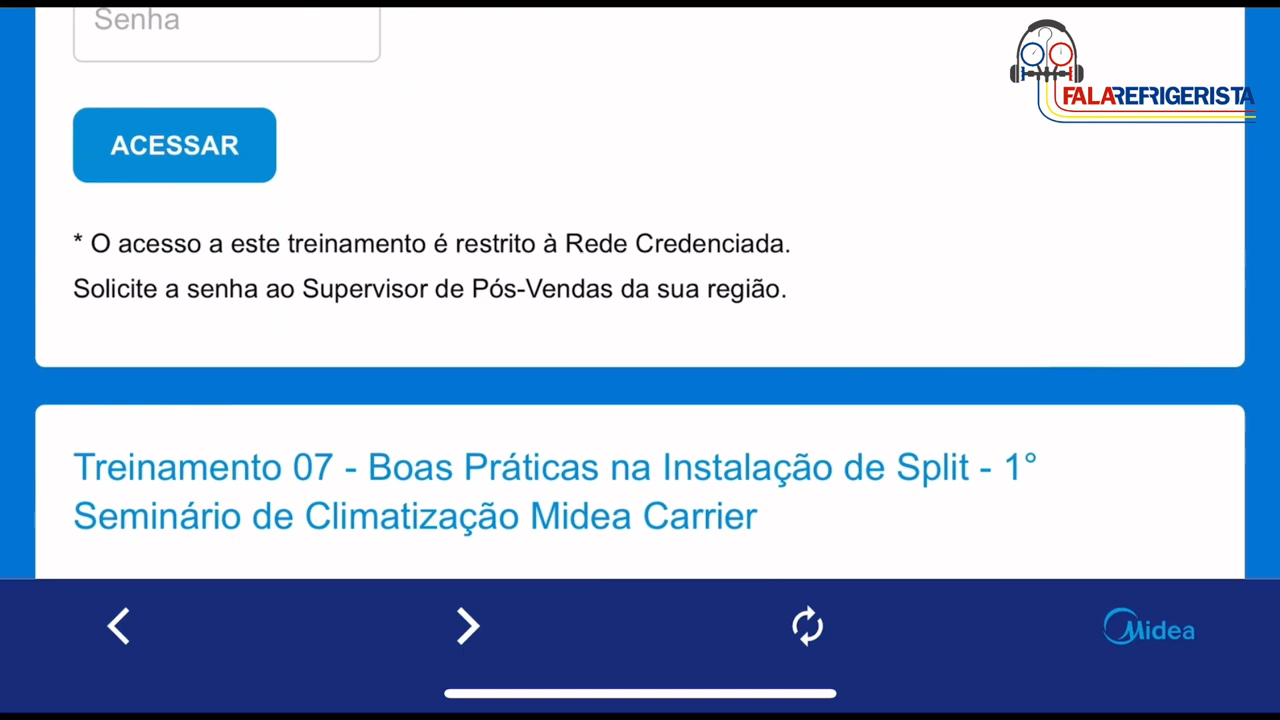 Senha
FALAREFRIGERISTA
ACESSAR
* O acesso a este treinamento é restrito à Rede Credenciada.
Solicite a senha ao Supervisor de Pós-Vendas da sua região.
Treinamento 07 - Boas Práticas na Instalação de Split - 1°
Seminário de Climatização Midea Carrier
Midea